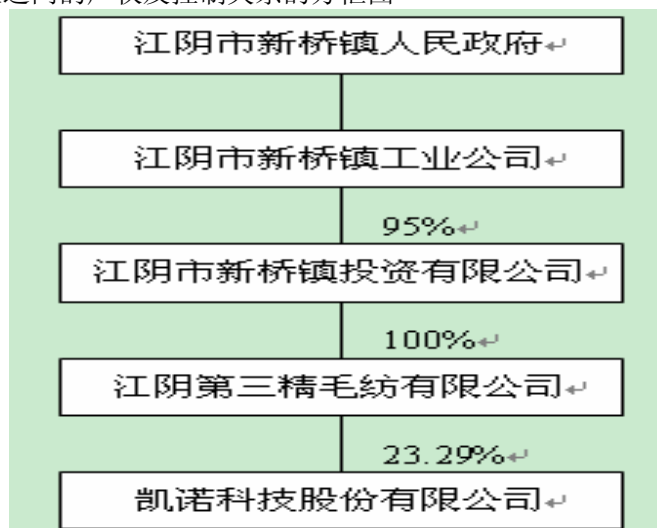 江阴市新桥镇人民政府↵
江阴市新桥镇工业公司↵
95%↵
江阴市新桥镇投资有限公司↵
100%↵
江阴第三精毛纺有限公司↵
23.29%↵
凯诺科技股份有限公司↵